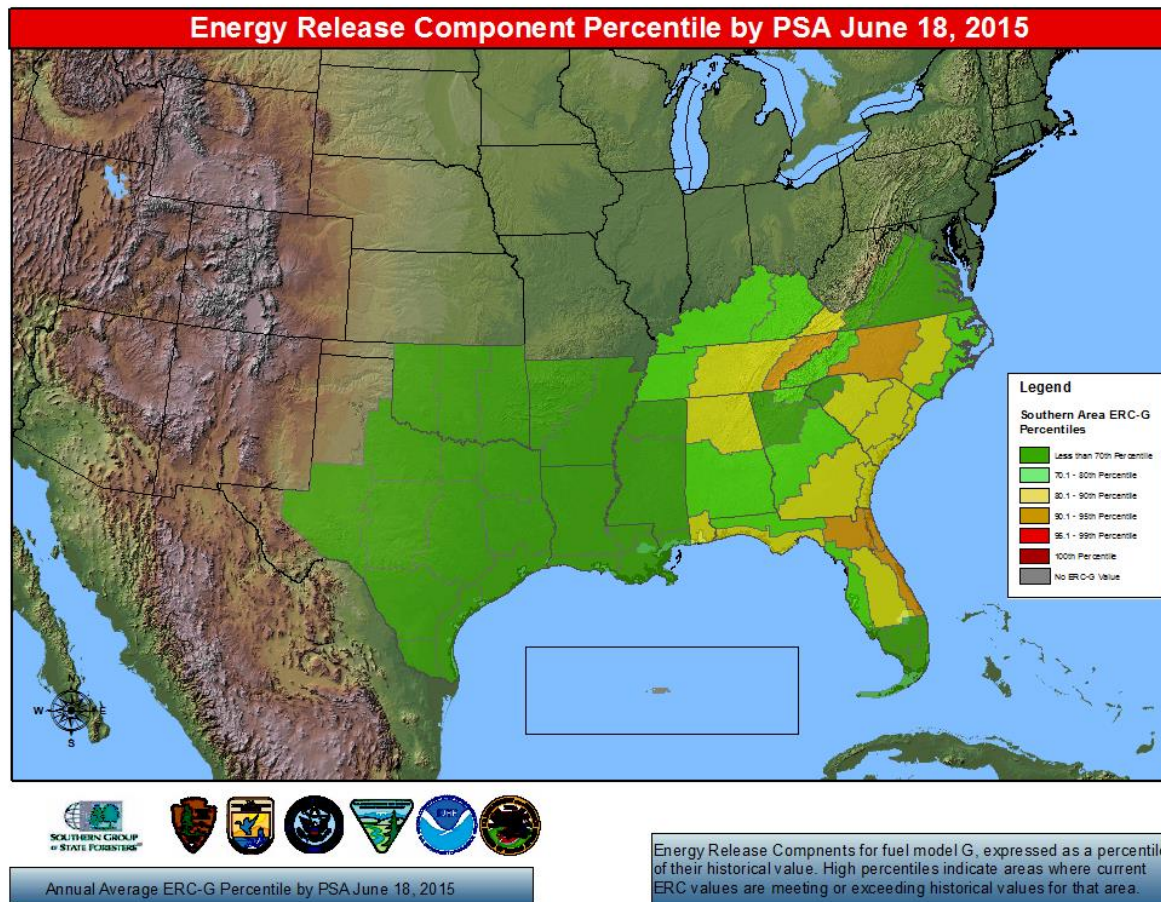 Energy Release Component Percentile by PSA June 18, 2015
Legend
Southern Area ERC-G
Percentiles
Less than 70th Percentile
70.1 - 80th Percentile
80.1 - 90th Percentile
90.1 - 95th Percentile
95.1 - 99th Percentile
100th Percentile
No ERC-G Value
N
W
E
S
SOUTHERN GROUP
OF STATE FORESTERS
Annual Average ERC-G Percentile by PSA June 18, 2015
Energy Release Compnents for fuel model G, expressed as a percentile
of their historical value. High percentiles indicate areas where current
ERC values are meeting or exceeding historical values for that area.